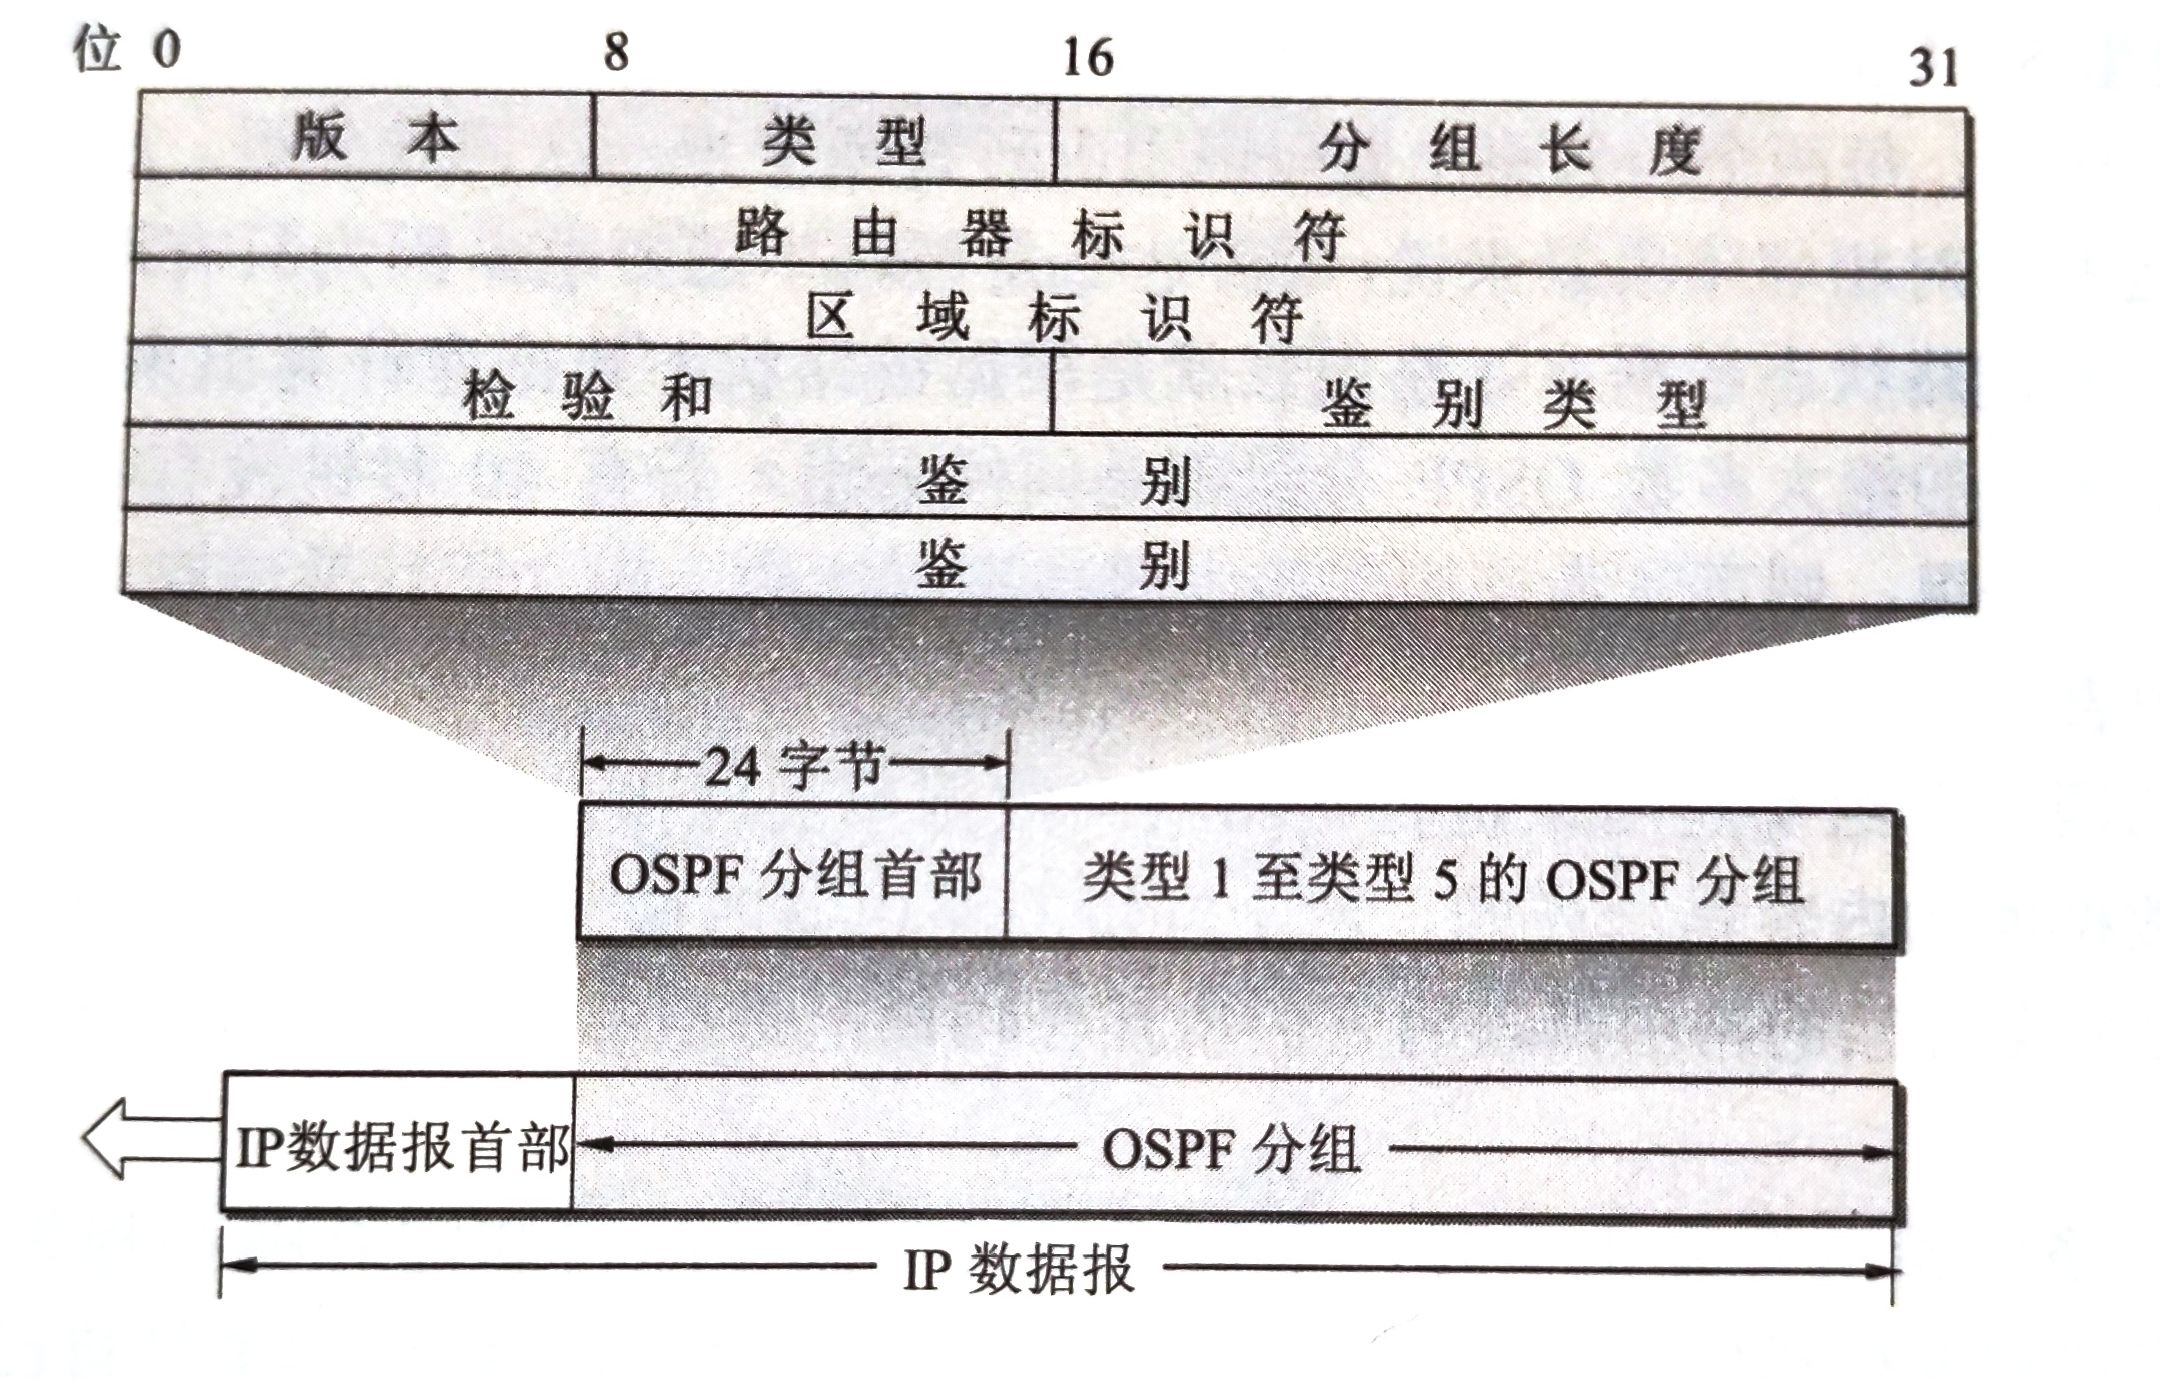 位 0 8 16 31
版 本 类 型 分 组 长 度
路 由 器 标 识 符
区 域 标 识 符
检 验 和 鉴 别 类 型
鉴 别
鉴 别
24 字节
OSPF 分组首部 类型 1 至类型 5 的 OSPF 分组
IP数据报首部 OSPF 分组
IP 数据报